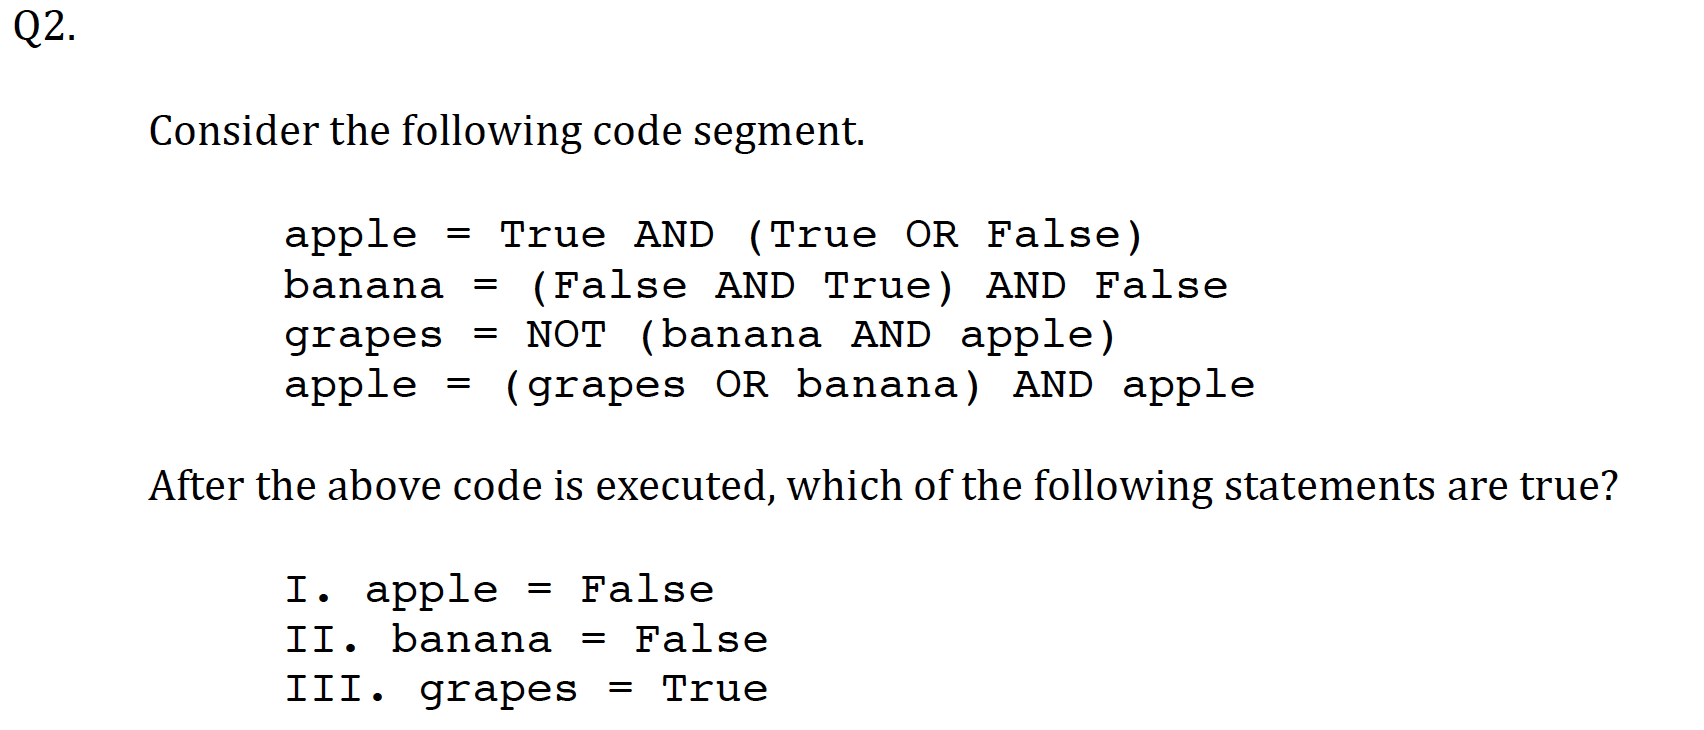 Q2.
Consider the following code segment.
apple = True AND (True OR False)
banana = (False AND True) AND False
grapes = NOT (banana AND apple)
apple = (grapes OR banana) AND apple
After the above code is executed, which of the following statements are true?
I. apple = False
II. banana = False
III. grapes = True